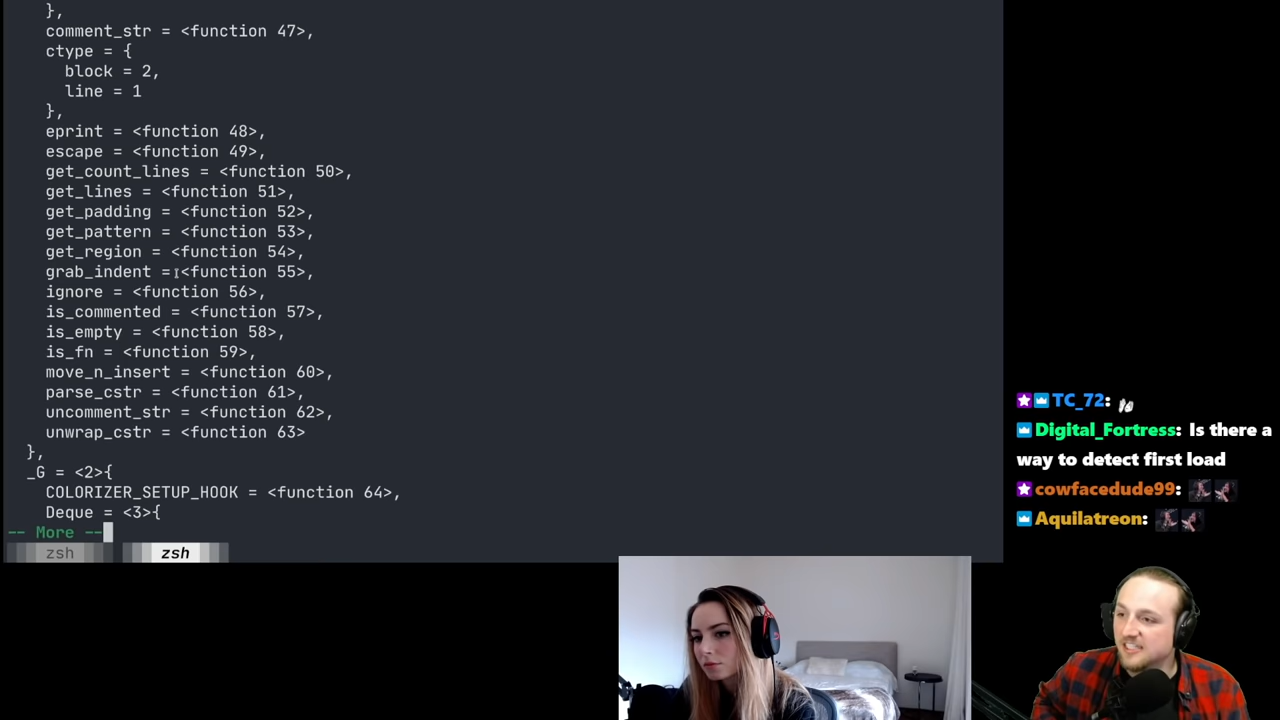 },
comment_str = <function 47>,
ctype = {
block = 2,
line = 1
},
eprint = <function 48>,
escape = <function 49>,
get_count_lines = <function 50>,
get_lines = <function 51>,
get_padding = <function 52>,
get_pattern = <function 53>,
get_region = <function 54>,
grab_indent = <function 55>,
ignore = <function 56>,
is_commented = <function 57>,
is_empty = <function 58>,
is_fn = <function 59>,
move_n_insert = <function 60>,
parse_cstr = <function 61>,
uncomment_str = <function 62>,
unwrap_cstr = <function 63>
},
_G = <2>{
COLORIZER_SETUP_HOOK = <function 64>,
Deque = <3>{
-- More --
zsh zsh
TC_72:
Digital_Fortress: Is there a
way to detect first load
cowfacedude99:
Aquilatreon: